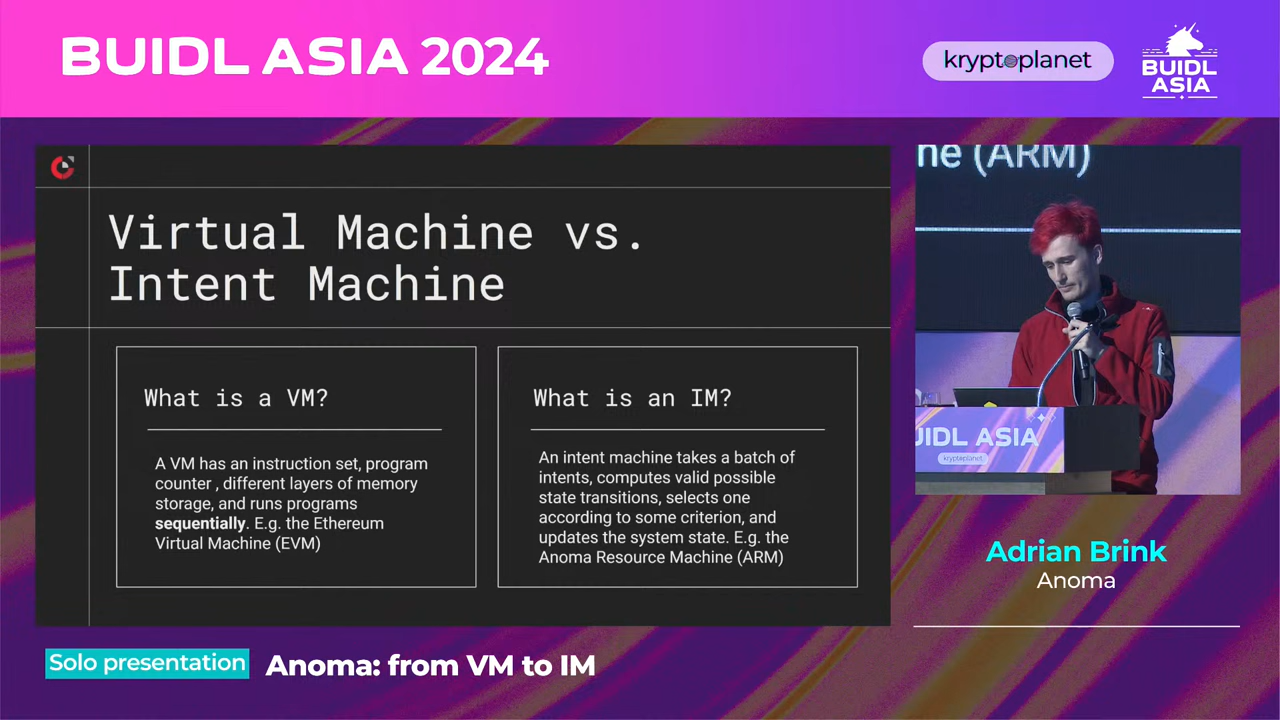 BUIDL ASIA 2024
kryptoplanet
BUIDL
ASIA
Virtual Machine vs.
Intent Machine
What is a VM?
A VM has an instruction set, program
counter , different layers of memory
storage, and runs programs
sequentially. E.g. the Ethereum
Virtual Machine (EVM)
What is an IM?
An intent machine takes a batch of
intents, computes valid possible
state transitions, selects one
according to some criterion, and
updates the system state. E.g. the
Anoma Resource Machine (ARM)
ne (ARM)
UIDL ASIA
kryptoplanet
Adrian Brink
Anoma
Solo presentation
Anoma: from VM to IM